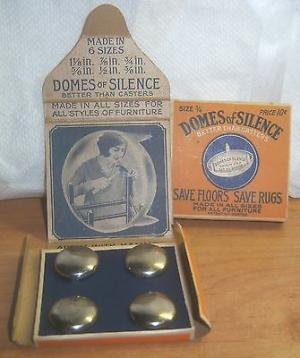 MADE IN
6 SIZES
1⅛ in. ⅞ in. ¾ in.
⅝ in. ½ in. ⅜ in.
DOMES OF SILENCE
BETTER THAN CASTERS
MADE IN ALL SIZES FOR
ALL STYLES OF FURNITURE
SIZE ¾ PRICE 10¢
DOMES OF SILENCE
BETTER THAN CASTERS
DOMES OF SILENCE
SAVE FLOORS SAVE RUGS
MADE IN ALL SIZES
FOR ALL FURNITURE